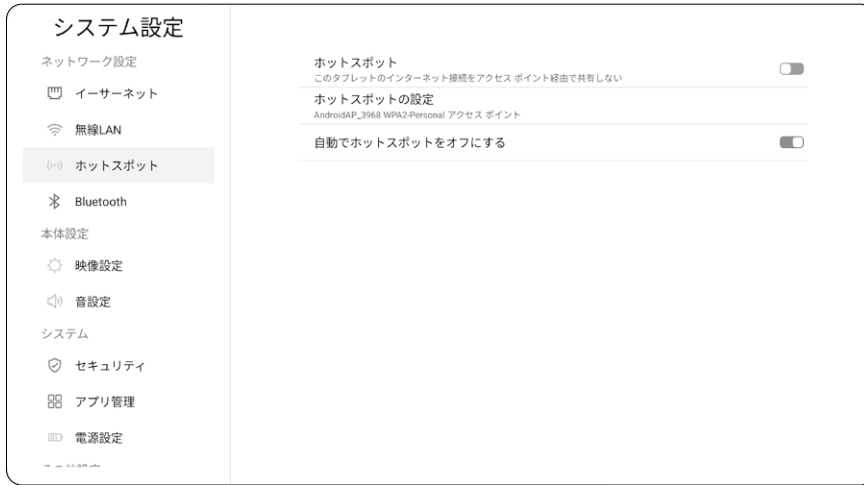 システム設定
ネットワーク設定
イーサーネット
無線LAN
ホットスポット
Bluetooth
本体設定
映像設定
音設定
システム
セキュリティ
アプリ管理
電源設定
ホットスポット
このタブレットのインターネット接続をアクセス ポイント経由で共有しない
ホットスポットの設定
AndroidAP_3968 WPA2-Personal アクセス ポイント
自動でホットスポットをオフにする